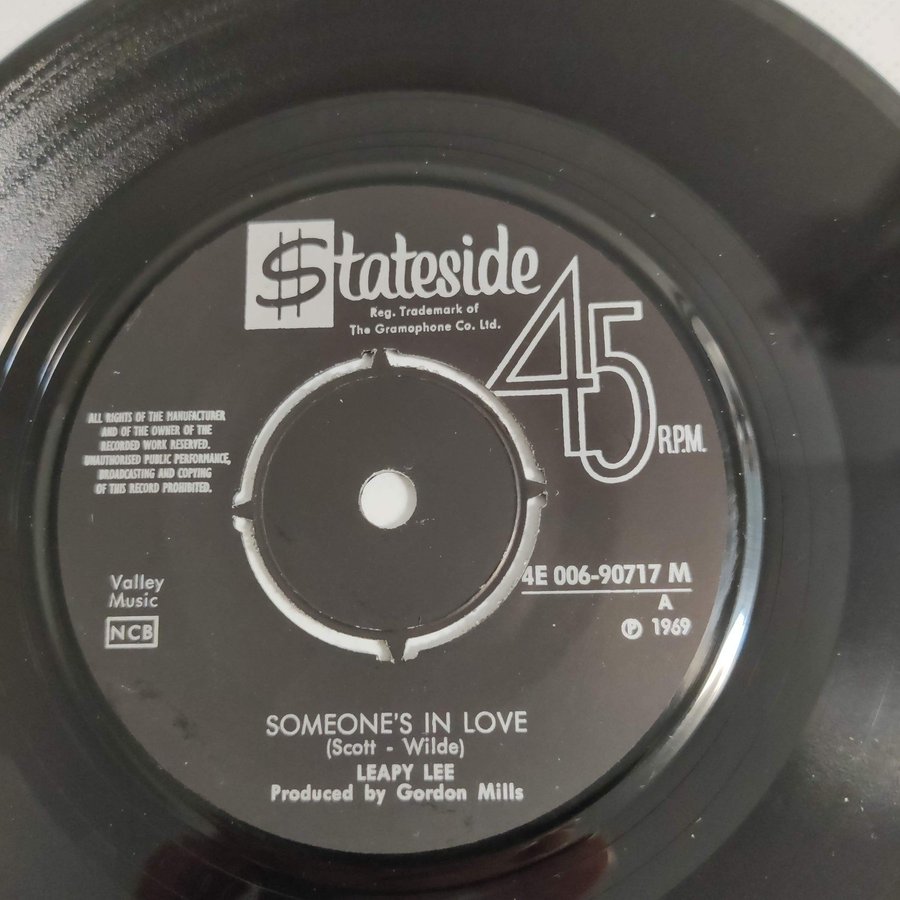 $tateside
Reg. Trademark of
The Gramophone Co. Ltd.
45 R.P.M.
ALL RIGHTS OF THE MANUFACTURER
AND OF THE OWNER OF THE
RECORDED WORK RESERVED.
UNAUTHORISED PUBLIC PERFORMANCE,
BROADCASTING AND COPYING
OF THIS RECORD PROHIBITED.
Valley
Music
NCB
4E 006-90717 M
A
Ⓟ 1969
SOMEONE'S IN LOVE
(Scott - Wilde)
LEAPY LEE
Produced by Gordon Mills